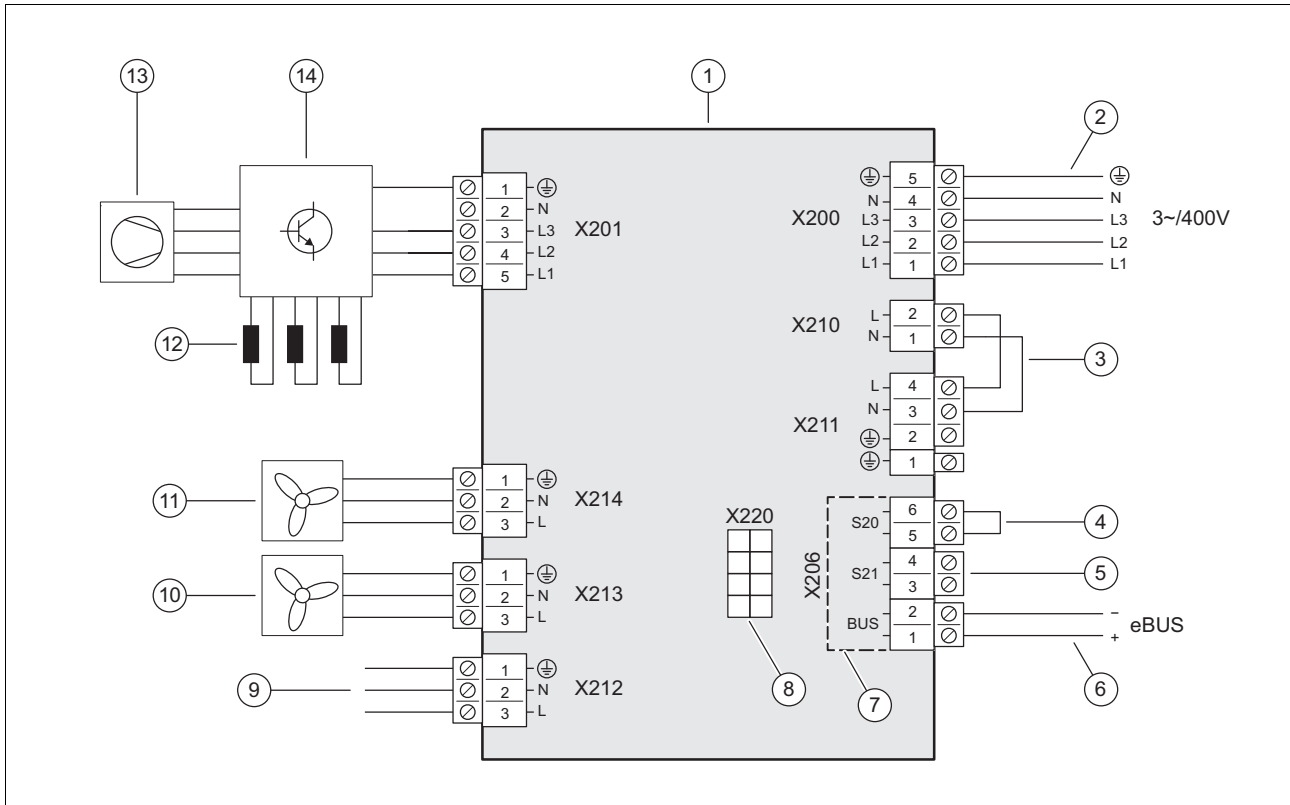 13
14
1
2
X201
1
2 N
3 L3
4 L2
5 L1
X200
5
N 4 N
L3 3 L3 3~/400V
L2 2 L2
L1 1 L1
12
X210
L 2
N 1
3
X211
L 4
N 3
2
1
11
X214
1
2 N
3 L
10
X213
1
2 N
3 L
9
X212
1
2 N
3 L
X220
8
X206
7
S20
6
5
4
S21
4
3
5
BUS
2 −
1 +
eBUS
6